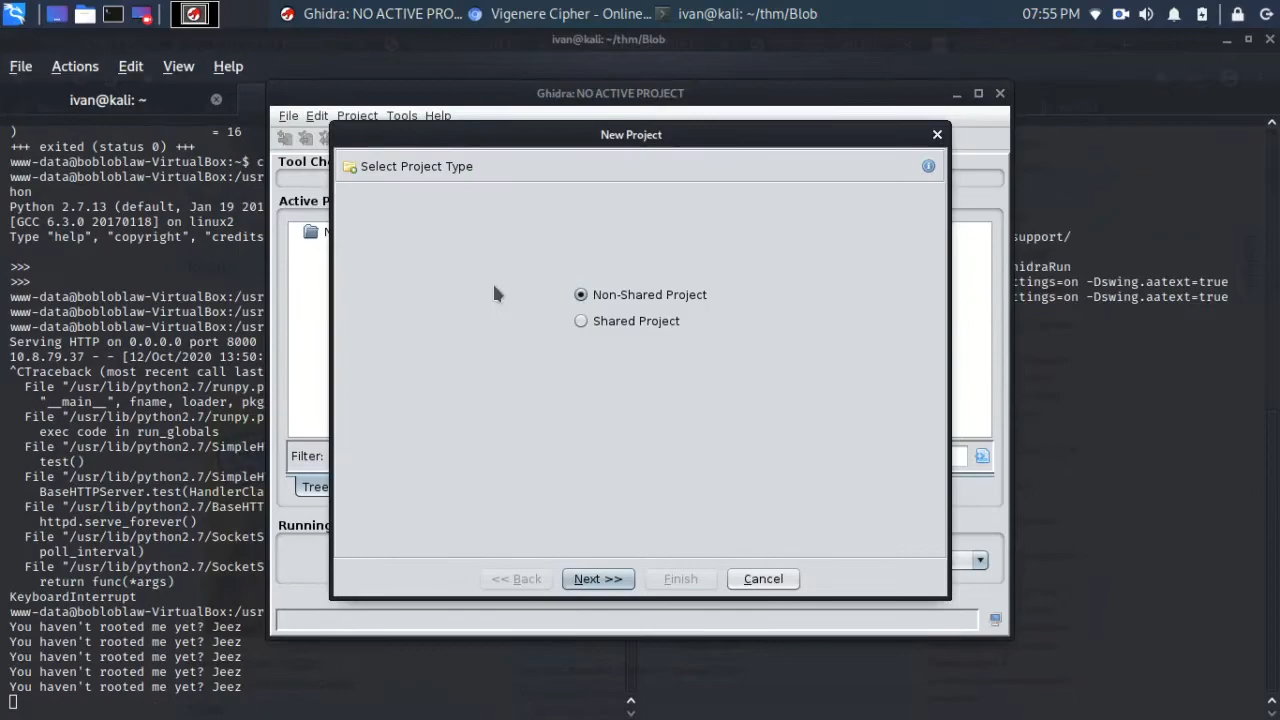 Ghidra: NO ACTIVE PRO... Vigenere Cipher - Online... ivan@kali: ~/thm/Blob 07:55 PM
ivan@kali: ~/thm/Blob
File Actions Edit View Help
ivan@kali: ~
Ghidra: NO ACTIVE PROJECT
File Edit Project Tools Help
New Project
Select Project Type
Tool Che
Active P
N
Non-Shared Project
Shared Project
Filter:
Tree
Running
<< Back Next >> Finish Cancel
) = 16
+++ exited (status 0) +++
www-data@bobloblaw-VirtualBox:~$ c
www-data@bobloblaw-VirtualBox:/usr
hon
Python 2.7.13 (default, Jan 19 201
[GCC 6.3.0 20170118] on linux2
Type "help", "copyright", "credits
>>>
>>>
www-data@bobloblaw-VirtualBox:/usr
www-data@bobloblaw-VirtualBox:/usr
www-data@bobloblaw-VirtualBox:/usr
Serving HTTP on 0.0.0.0 port 8000
10.8.79.37 - - [12/Oct/2020 13:50:
^CTraceback (most recent call last
File "/usr/lib/python2.7/runpy.p
"__main__", fname, loader, pkg
File "/usr/lib/python2.7/runpy.p
exec code in run_globals
File "/usr/lib/python2.7/SimpleH
test()
File "/usr/lib/python2.7/SimpleH
BaseHTTPServer.test(HandlerCla
File "/usr/lib/python2.7/BaseHTT
httpd.serve_forever()
File "/usr/lib/python2.7/SocketS
poll_interval)
File "/usr/lib/python2.7/SocketS
return func(*args)
KeyboardInterrupt
www-data@bobloblaw-VirtualBox:/usr
You haven't rooted me yet? Jeez
You haven't rooted me yet? Jeez
You haven't rooted me yet? Jeez
You haven't rooted me yet? Jeez
You haven't rooted me yet? Jeez
support/
hidraRun
ttings=on -Dswing.aatext=true
ttings=on -Dswing.aatext=true